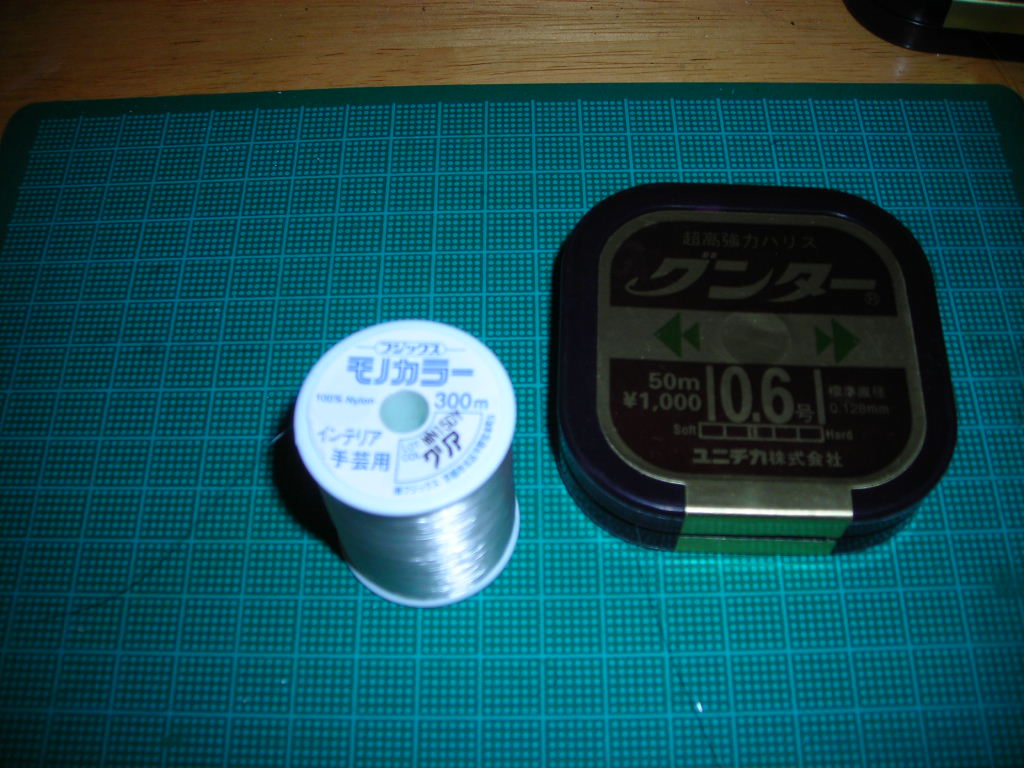 フジックス
モノカラー
100% Nylon
300m
インテリア
手芸用
クリア
超高強力ハリス
グンター®
50m
¥1,000
0.6号
標準直径
0.128mm
Soft
Hard
ユニチカ株式会社